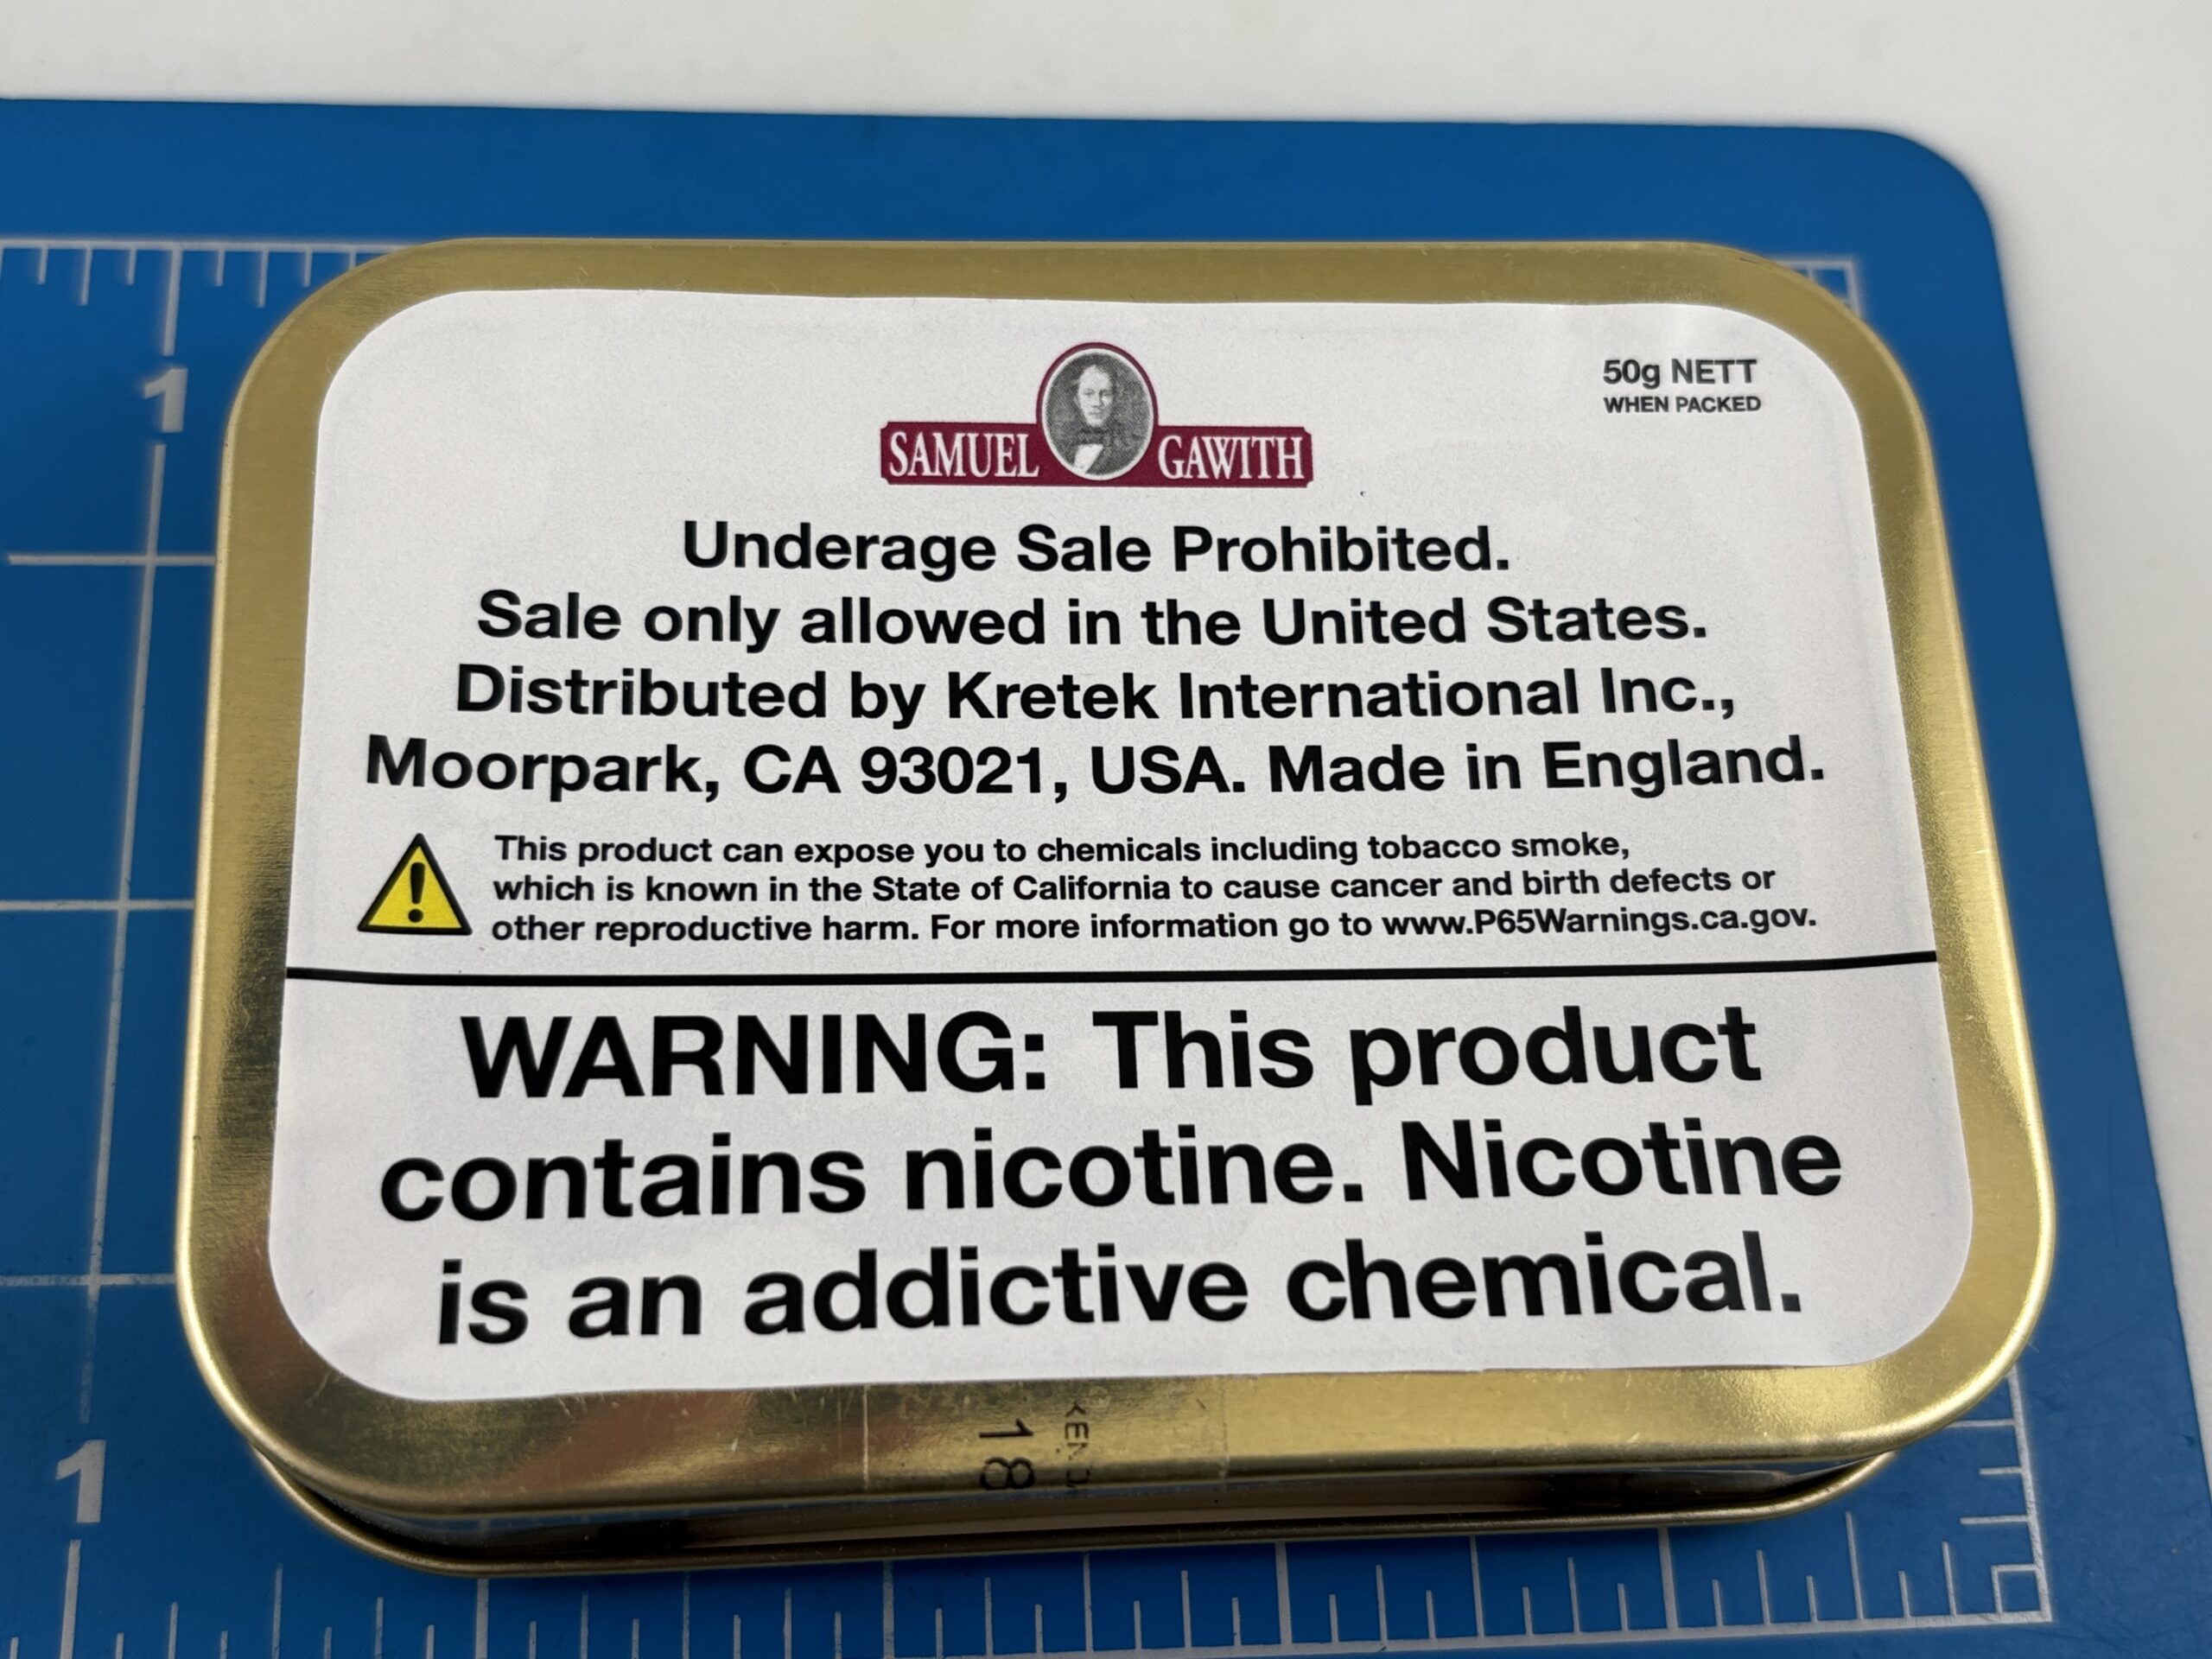 1
SAMUEL GAWITH
50g NETT
WHEN PACKED
Underage Sale Prohibited.
Sale only allowed in the United States.
Distributed by Kretek International Inc.,
Moorpark, CA 93021, USA. Made in England.
This product can expose you to chemicals including tobacco smoke,
which is known in the State of California to cause cancer and birth defects or
other reproductive harm. For more information go to www.P65Warnings.ca.gov.
WARNING: This product
contains nicotine. Nicotine
is an addictive chemical.
18
1